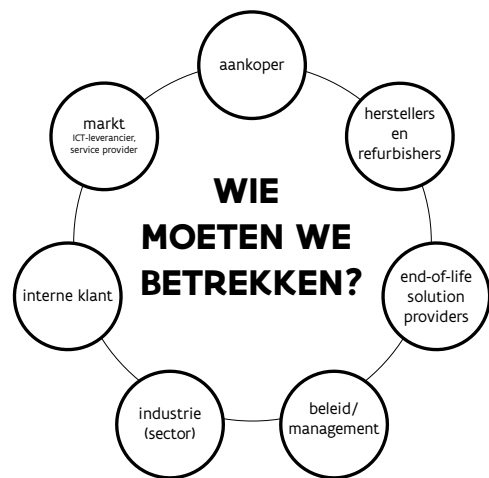 aankoper
herstellers
en
refurbishers
end-of-life
solution
providers
beleid/
management
industrie
(sector)
interne klant
markt
ICT-leverancier,
service provider
WIE
MOETEN WE
BETREKKEN?